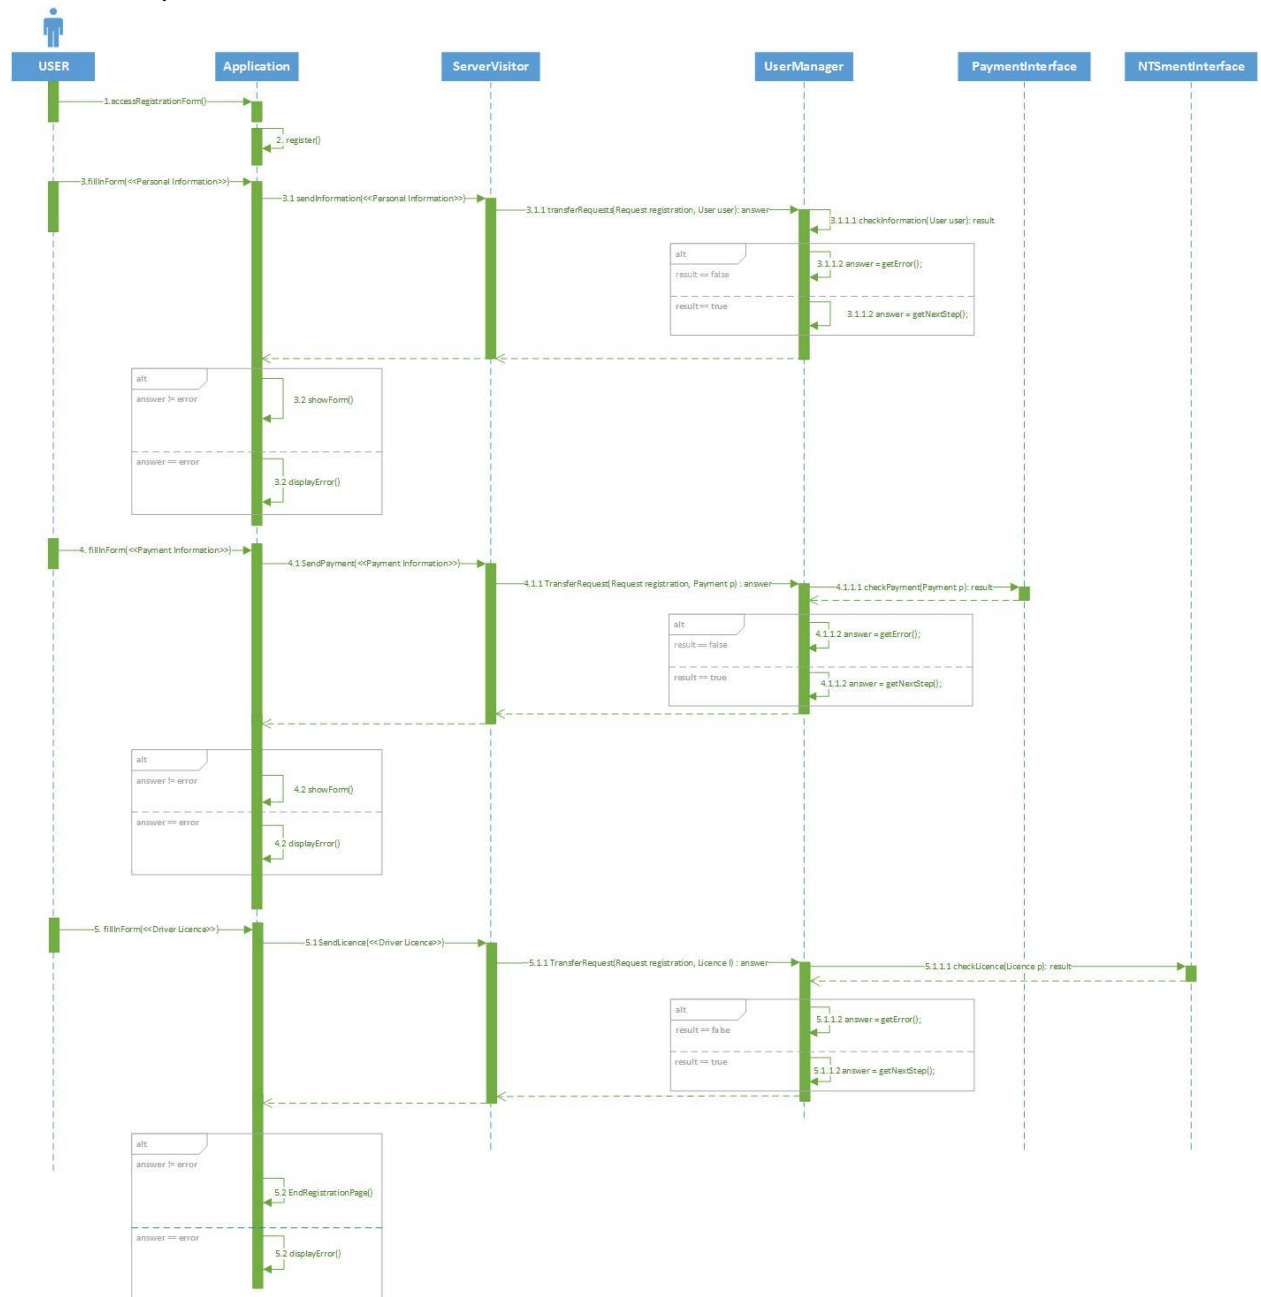 USER
Application
ServerVisitor
UserManager
PaymentInterface
NTSmentInterface
1.accessRegistrationForm()
2. register()
3.fillInForm(<<Personal Information>>)
3.1 sendInformation(<<Personal Information>>)
3.1.1 transferRequests(Request registration, User user): answer
3.1.1.1 checkInformation(User user): result
alt
3.1.1.2 answer = getError();
result == false
result == true
3.1.1.2 answer = getNextStep();
alt
answer != error
3.2 showForm()
answer == error
3.2 displayError()
4. fillInForm(<<Payment Information>>)
4.1 SendPayment(<<Payment Information>>)
4.1.1 TransferRequest(Request registration, Payment p) : answer
4.1.1.1 checkPayment(Payment p): result
alt
4.1.1.2 answer = getError();
result == false
result == true
4.1.1.2 answer = getNextStep();
alt
answer != error
4.2 showForm()
answer == error
4.2 displayError()
5. fillInForm(<<Driver Licence>>)
5.1 SendLicence(<<Driver Licence>>)
5.1.1 TransferRequest(Request registration, Licence l) : answer
5.1.1.1 checkLicence(Licence p): result
alt
5.1.1.2 answer = getError();
result == false
result == true
5.1.1.2 answer = getNextStep();
alt
answer != error
5.2 EndRegistrationPage()
answer == error
5.2 displayError()